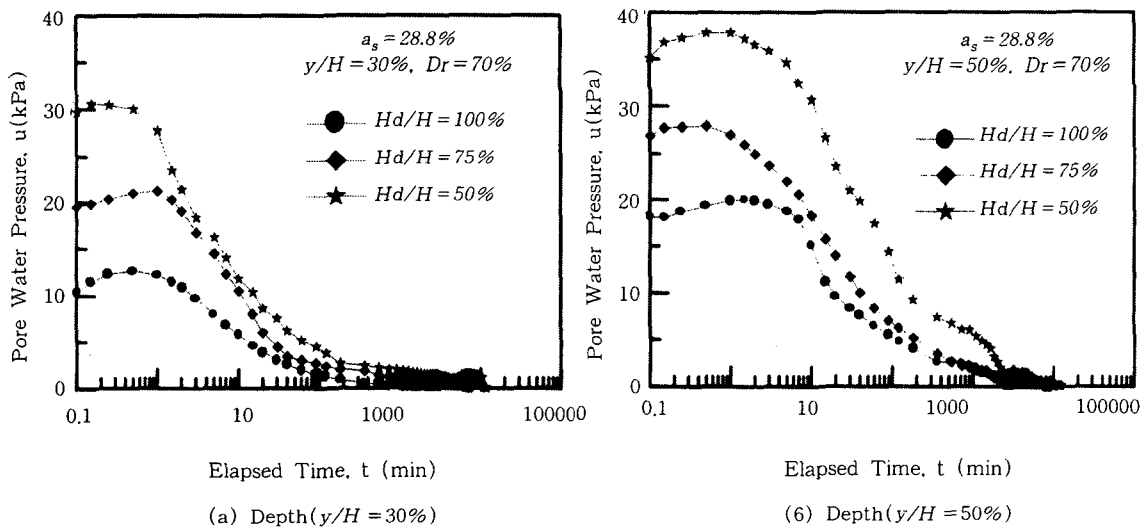 40
30
20
10
0
Pore Water Pressure, u(kPa)
a_s=28.8%
y/H=30%, Dr=70%
Hd/H=100%
Hd/H=75%
Hd/H=50%
0.1
10
1000
100000
Elapsed Time, t (min)
(a) Depth(y/H=30%)
40
30
20
10
0
Pore Water Pressure, u(kPa)
a_s=28.8%
y/H=50%, Dr=70%
Hd/H=100%
Hd/H=75%
Hd/H=50%
0.1
10
1000
100000
Elapsed Time, t (min)
(6) Depth(y/H=50%)